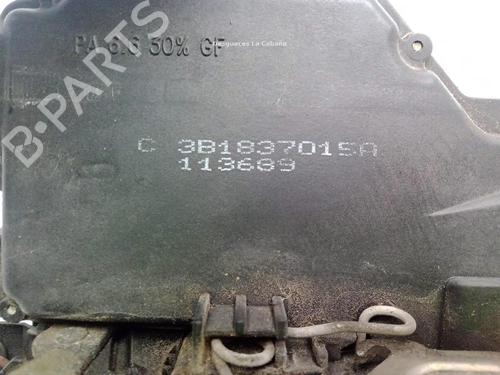 PA 6.6 30% GF
Desguaces La Cabaña
B-PARTS
C 3B1837015A
113689